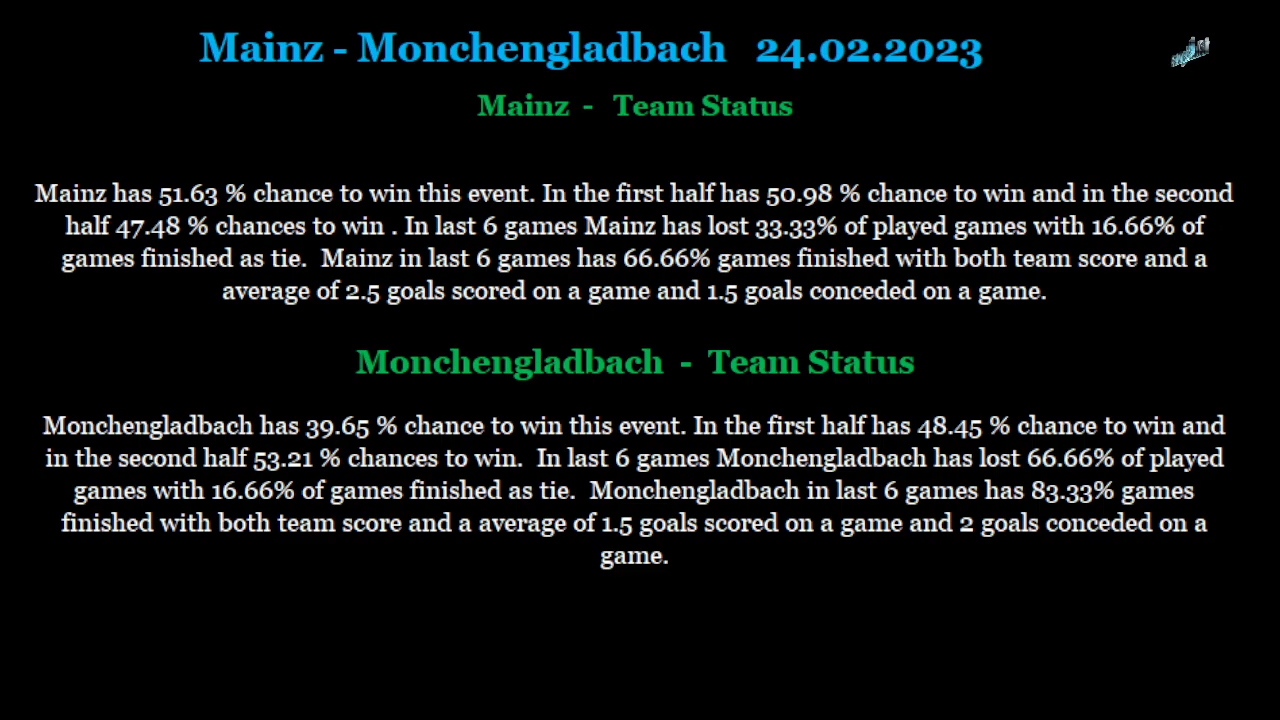 Mainz - Monchengladbach 24.02.2023
Mainz - Team Status
Mainz has 51.63 % chance to win this event. In the first half has 50.98 % chance to win and in the second
half 47.48 % chances to win . In last 6 games Mainz has lost 33.33% of played games with 16.66% of
games finished as tie. Mainz in last 6 games has 66.66% games finished with both team score and a
average of 2.5 goals scored on a game and 1.5 goals conceded on a game.
Monchengladbach - Team Status
Monchengladbach has 39.65 % chance to win this event. In the first half has 48.45 % chance to win and
in the second half 53.21 % chances to win. In last 6 games Monchengladbach has lost 66.66% of played
games with 16.66% of games finished as tie. Monchengladbach in last 6 games has 83.33% games
finished with both team score and a average of 1.5 goals scored on a game and 2 goals conceded on a
game.